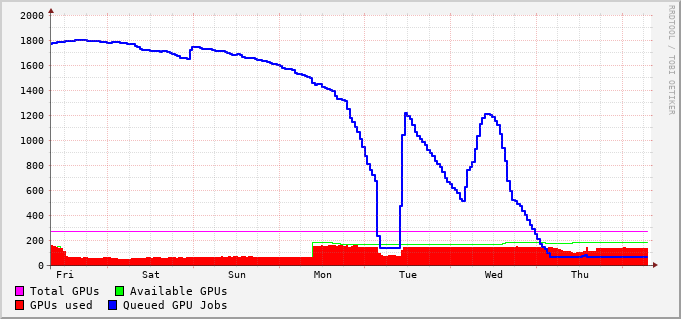 RRDTOOL / TOBI OETIKER
2000
1800
1600
1400
1200
1000
800
600
400
200
0
Fri Sat Sun Mon Tue Wed Thu
Total GPUs Available GPUs
GPUs used Queued GPU Jobs